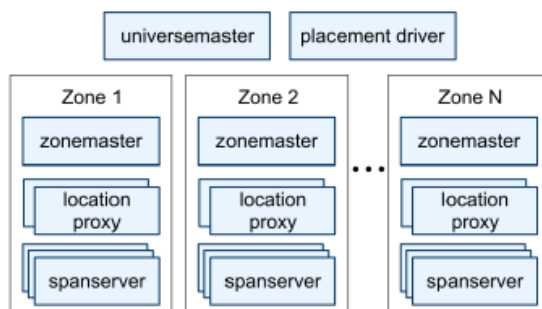 universemaster placement driver
Zone 1 Zone 2 Zone N
zonemaster zonemaster zonemaster
...
location location location
proxy proxy proxy
spanserver spanserver spanserver